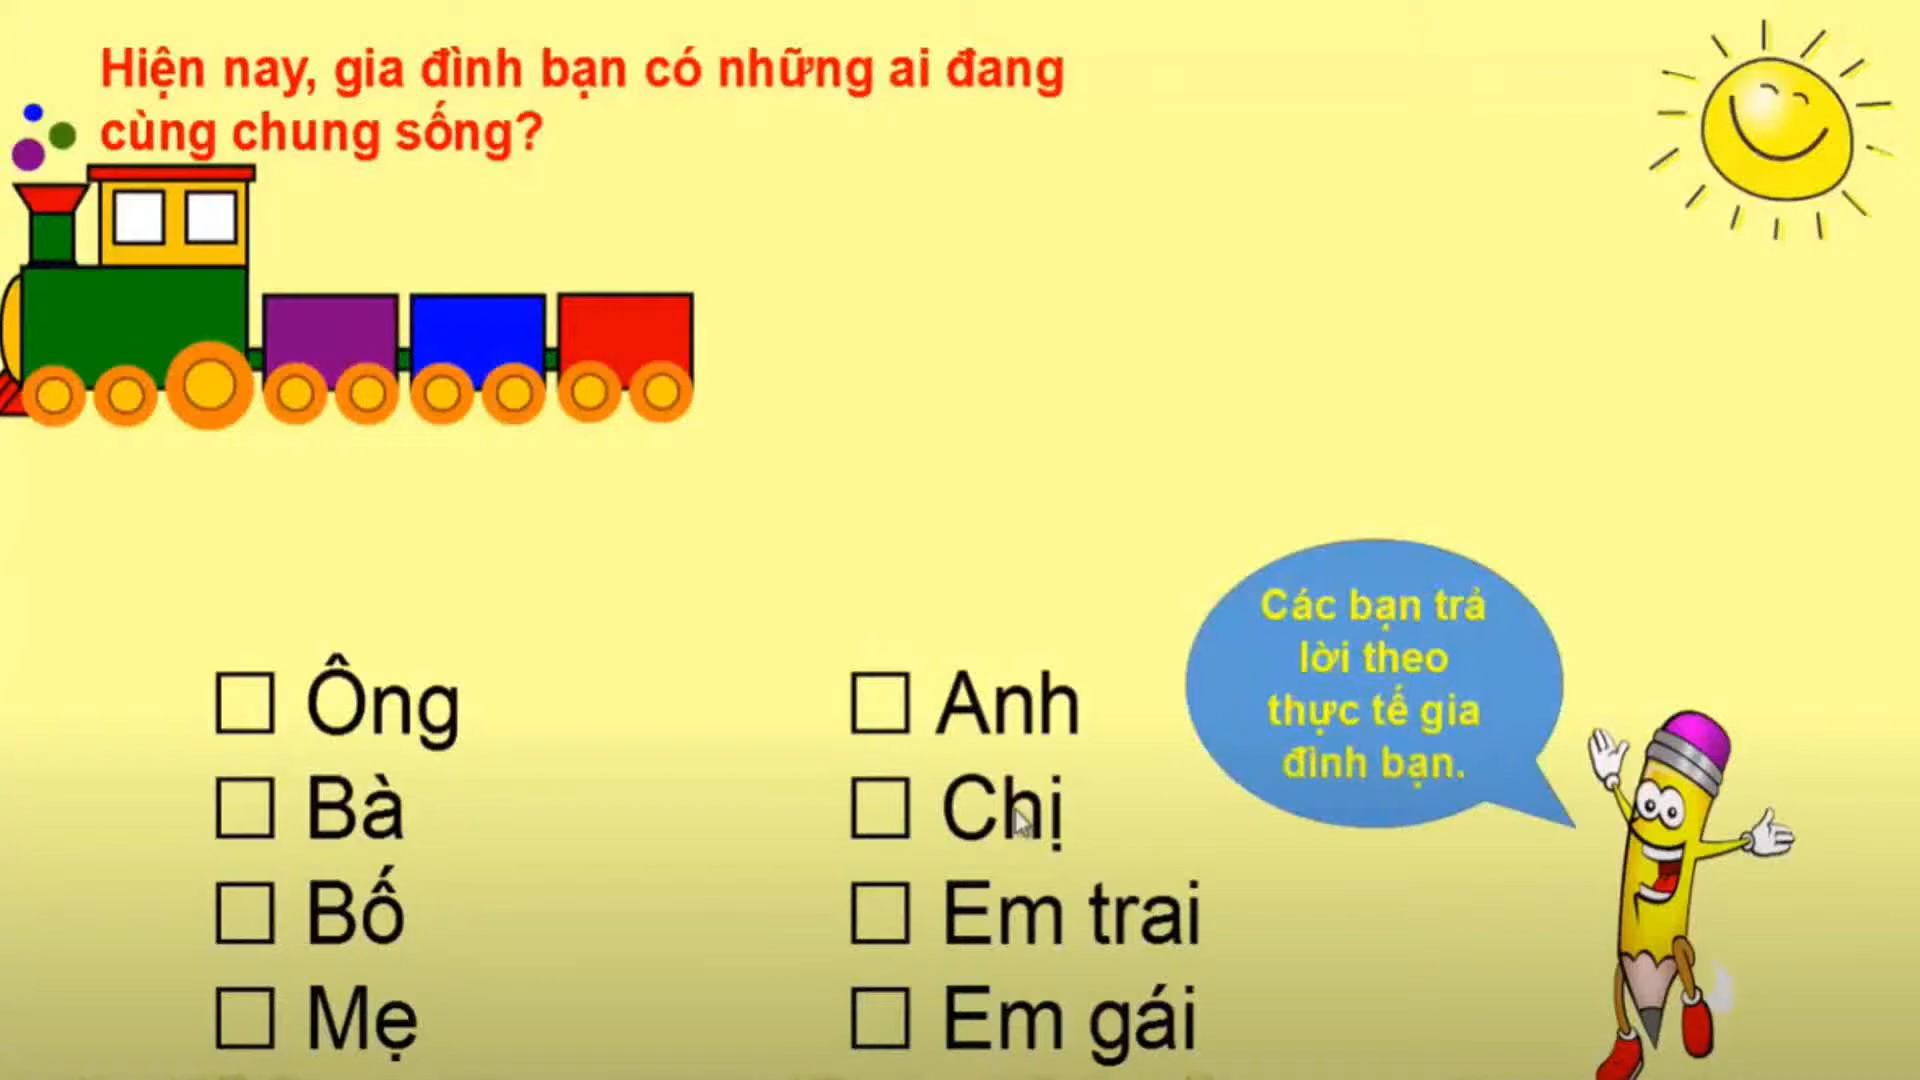 Hiện nay, gia đình bạn có những ai đang
cùng chung sống?
Các bạn trả
lời theo
thực tế gia
đình bạn.
☐ Ông
☐ Bà
☐ Bố
☐ Mẹ
☐ Anh
☐ Chị
☐ Em trai
☐ Em gái